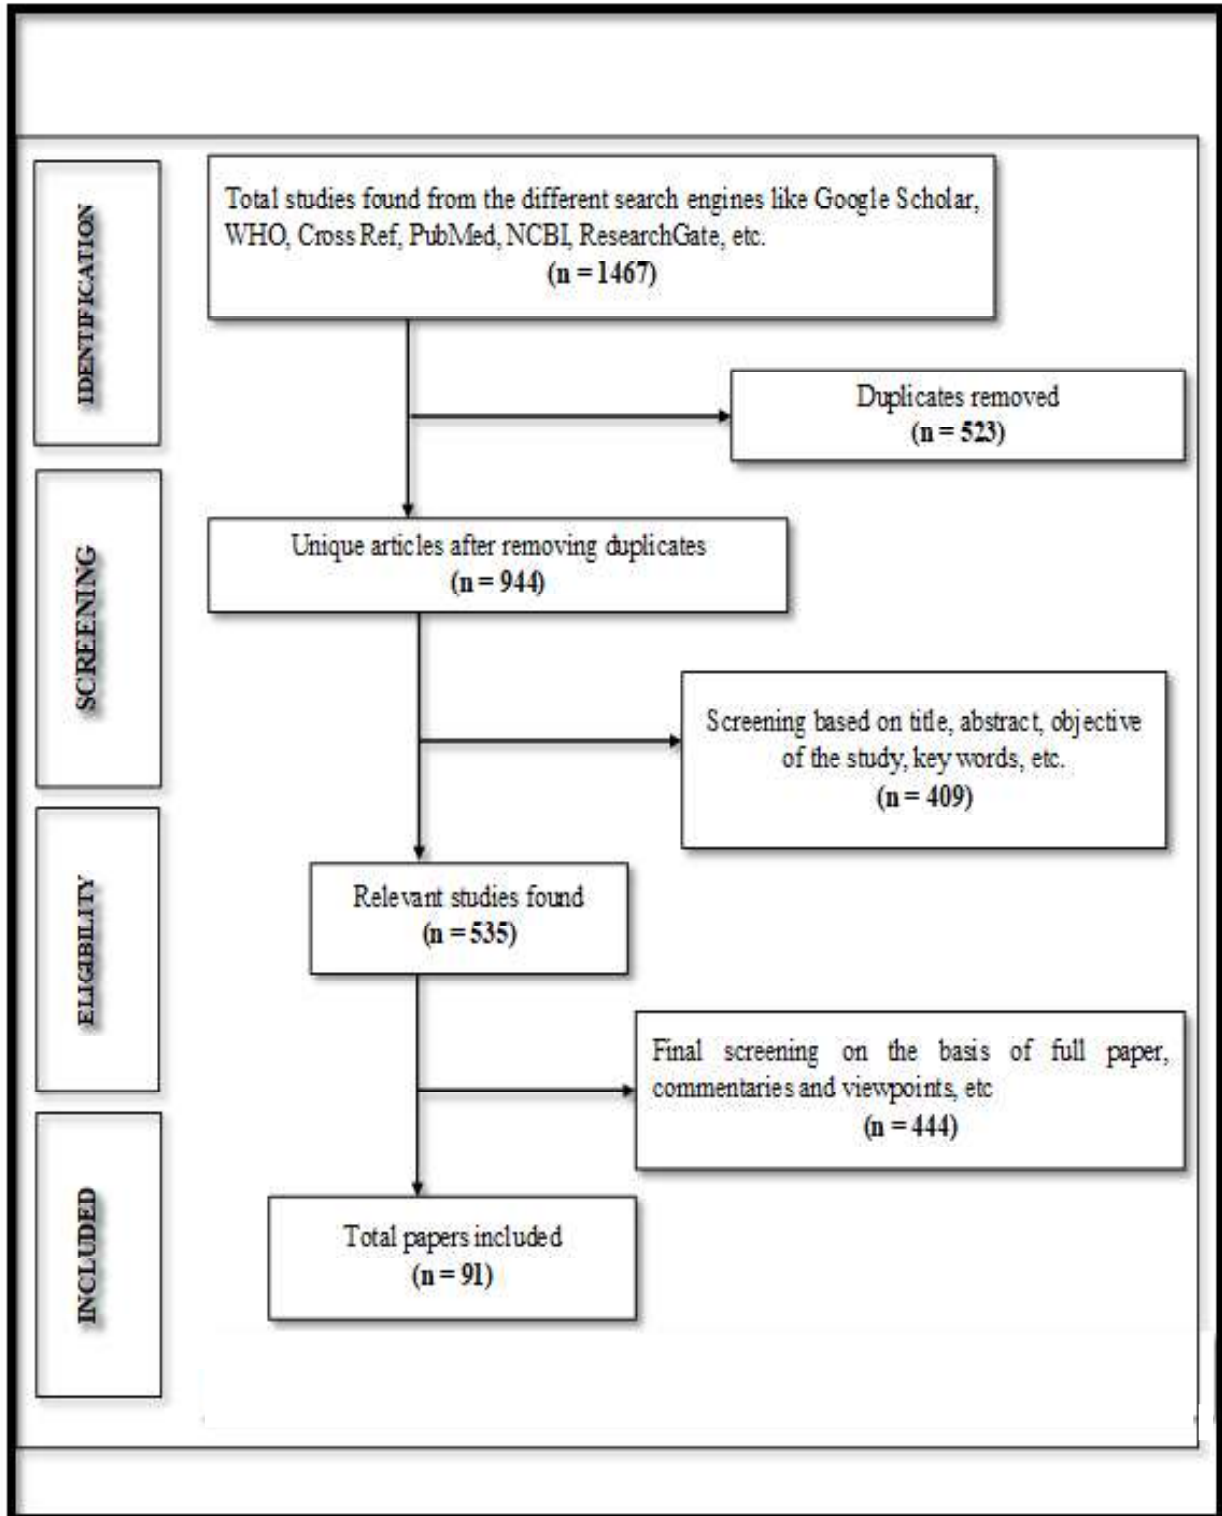 IDENTIFICATION
Total studies found from the different search engines like Google Scholar,
WHO, Cross Ref, PubMed, NCBI, ResearchGate, etc.
(n = 1467)
Duplicates removed
(n = 523)
SCREENING
Unique articles after removing duplicates
(n = 944)
Screening based on title, abstract, objective
of the study, key words, etc.
(n = 409)
ELIGIBILITY
Relevant studies found
(n = 535)
Final screening on the basis of full paper,
commentaries and viewpoints, etc
(n = 444)
INCLUDED
Total papers included
(n = 91)